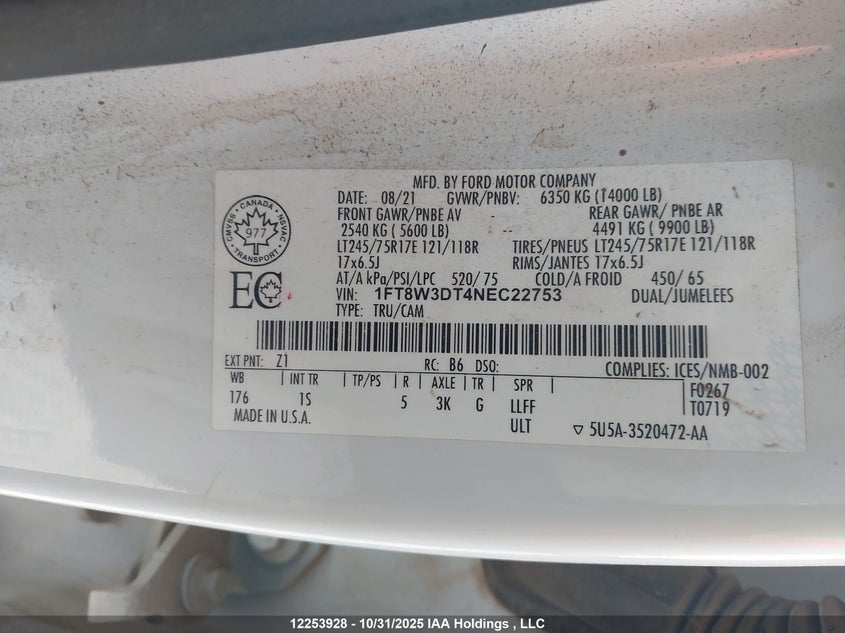 MFD. BY FORD MOTOR COMPANY
DATE: 08/21 GVWR/PNBV: 6350 KG (14000 LB)
FRONT GAWR/PNBE AV REAR GAWR/ PNBE AR
2540 KG ( 5600 LB) -- 4491 KG ( 9900 LB)
LT245/75R17E 121/118R TIRES/PNEUS LT245/75R17E 121/118R
17x6.5J RIMS/JANTES 17x6.5J
AT/A kPa/PSI/LPC 520/ 75 COLD/A FROID 450/ 65
VIN: 1FT8W3DT4NEC22753 DUAL/JUMELEES
TYPE: TRU/CAM
CMVSS · CANADA · NSVAC
977
TRANSPORT
EC
EXT PNT: Z1 RC: B6 DSO: COMPLIES: ICES/NMB-002
WB INT TR TP/PS R AXLE TR SPR F0267
176 1S 5 3K G LLFF T0719
MADE IN U.S.A. ULT ▽ 5U5A-3520472-AA
12253928 - 10/31/2025 IAA Holdings , LLC